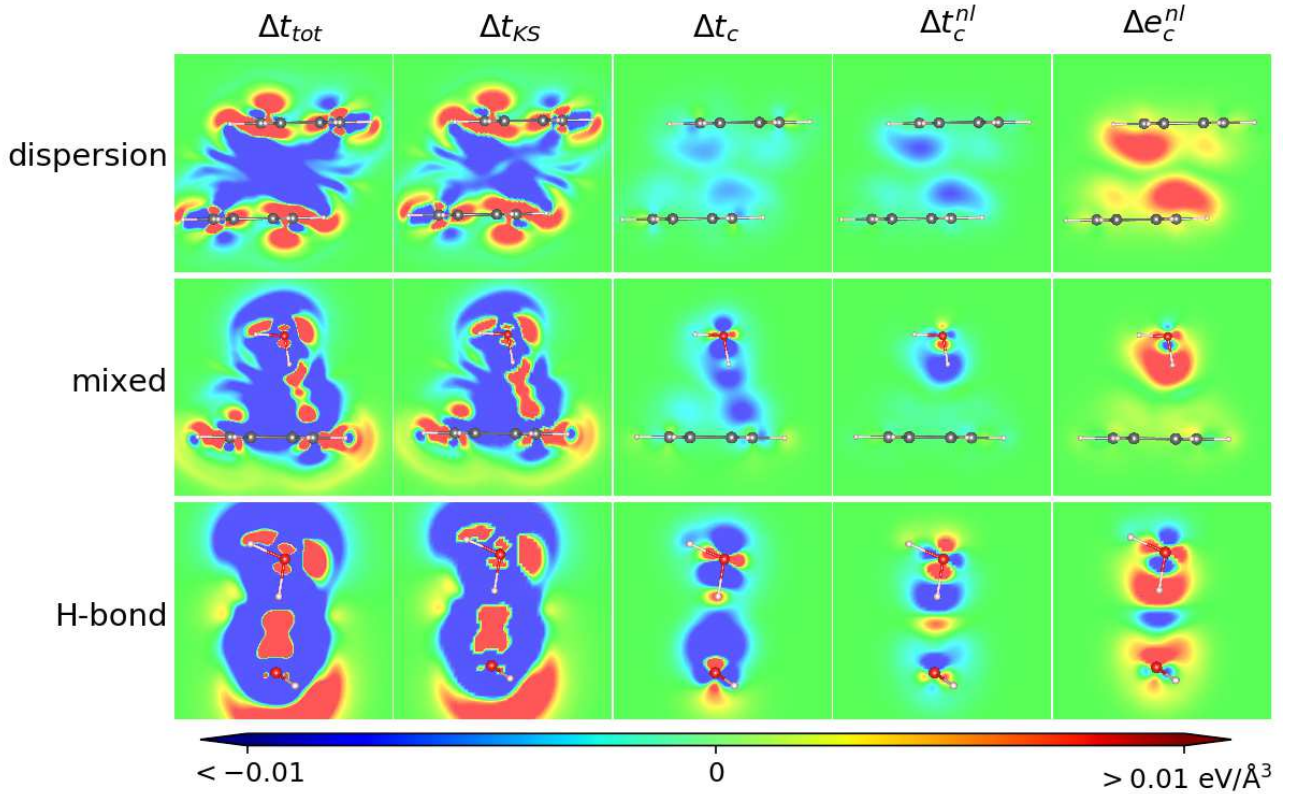 Δt_tot Δt_KS Δt_c Δt_c^nl Δe_c^nl
dispersion
mixed
H-bond
< −0.01 0 > 0.01 eV/Å³